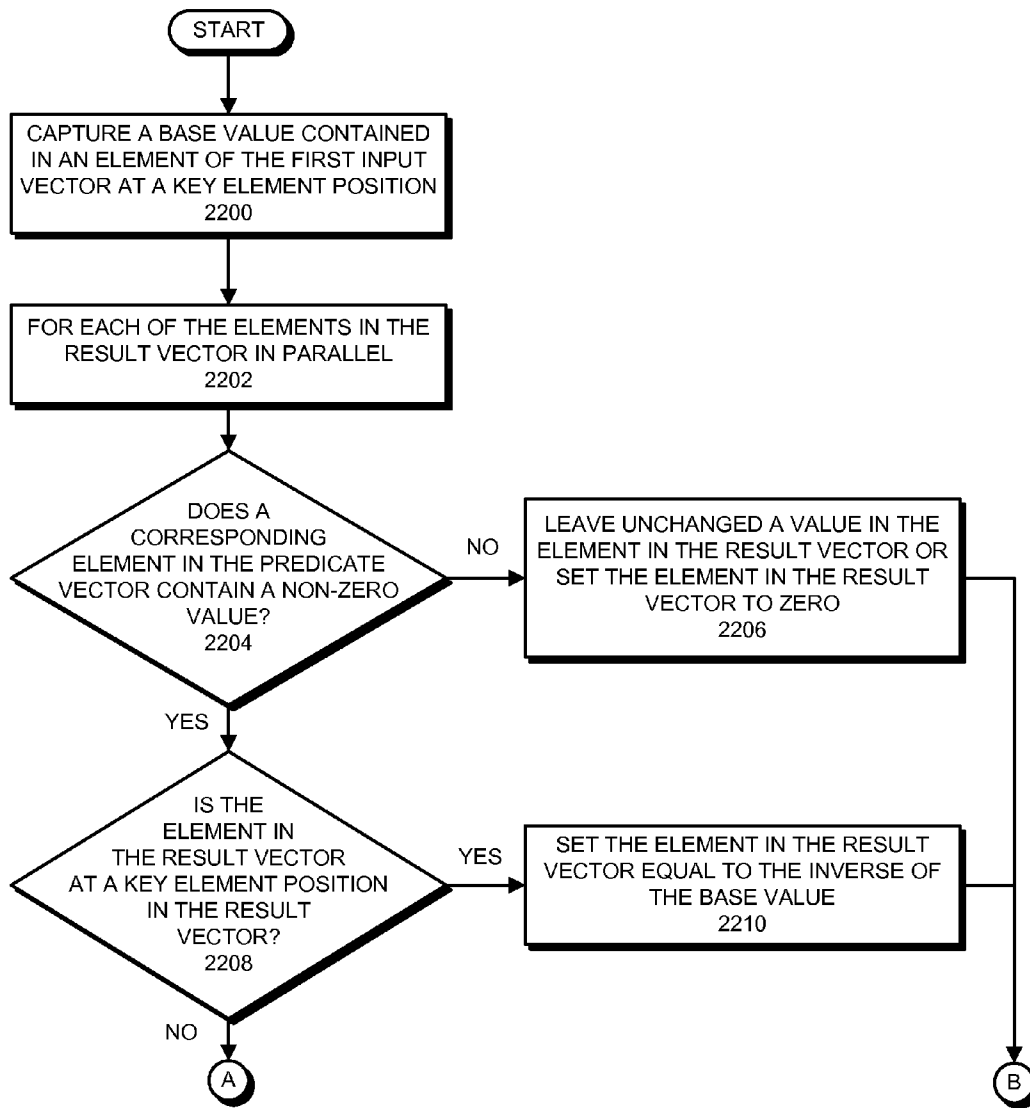 START
CAPTURE A BASE VALUE CONTAINED
IN AN ELEMENT OF THE FIRST INPUT
VECTOR AT A KEY ELEMENT POSITION
2200
FOR EACH OF THE ELEMENTS IN THE
RESULT VECTOR IN PARALLEL
2202
DOES A
CORRESPONDING
ELEMENT IN THE PREDICATE
VECTOR CONTAIN A NON-ZERO
VALUE?
2204
NO
LEAVE UNCHANGED A VALUE IN THE
ELEMENT IN THE RESULT VECTOR OR
SET THE ELEMENT IN THE RESULT
VECTOR TO ZERO
2206
YES
IS THE
ELEMENT IN
THE RESULT VECTOR
AT A KEY ELEMENT POSITION
IN THE RESULT
VECTOR?
2208
YES
SET THE ELEMENT IN THE RESULT
VECTOR EQUAL TO THE INVERSE OF
THE BASE VALUE
2210
NO
A
B